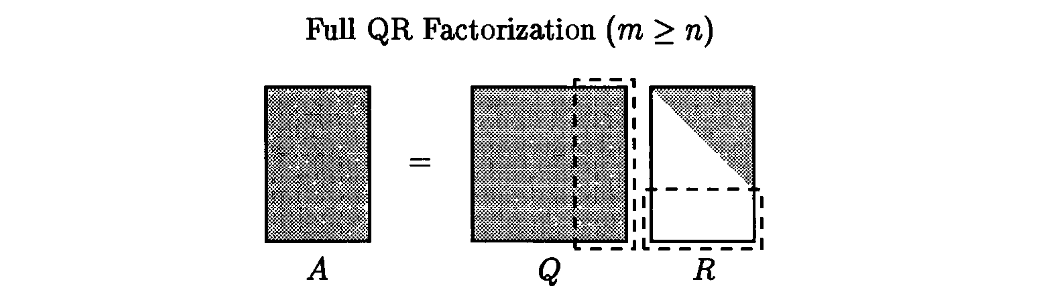 Full QR Factorization (m ≥ n)
=
A
Q
R